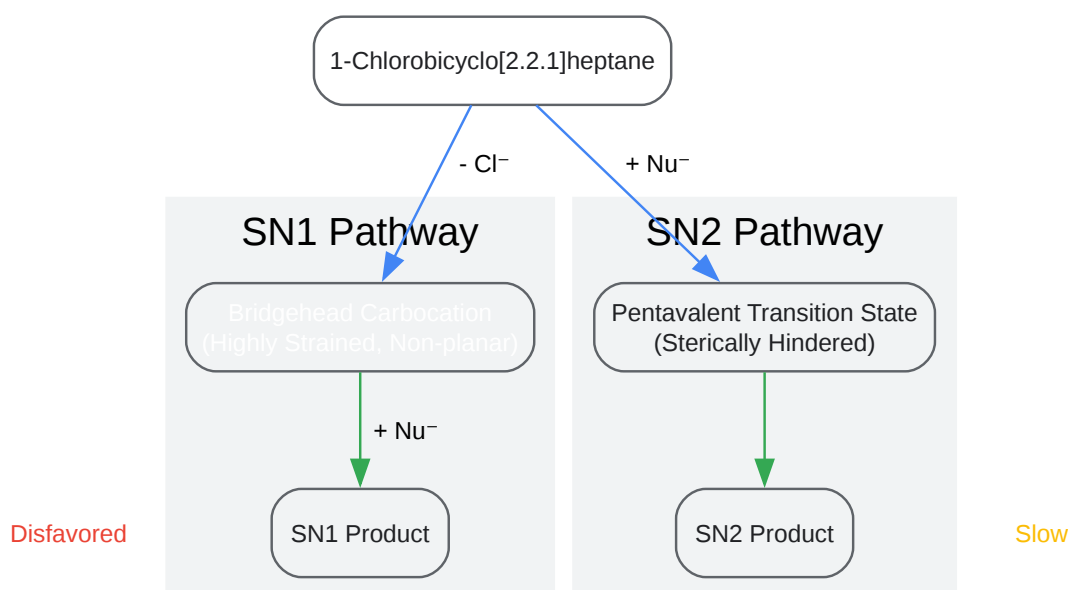 1-Chlorobicyclo[2.2.1]heptane
- Cl⁻
+ Nu⁻
SN1 Pathway
SN2 Pathway
Bridgehead Carbocation
(Highly Strained, Non-planar)
Pentavalent Transition State
(Sterically Hindered)
+ Nu⁻
Disfavored
SN1 Product
SN2 Product
Slow